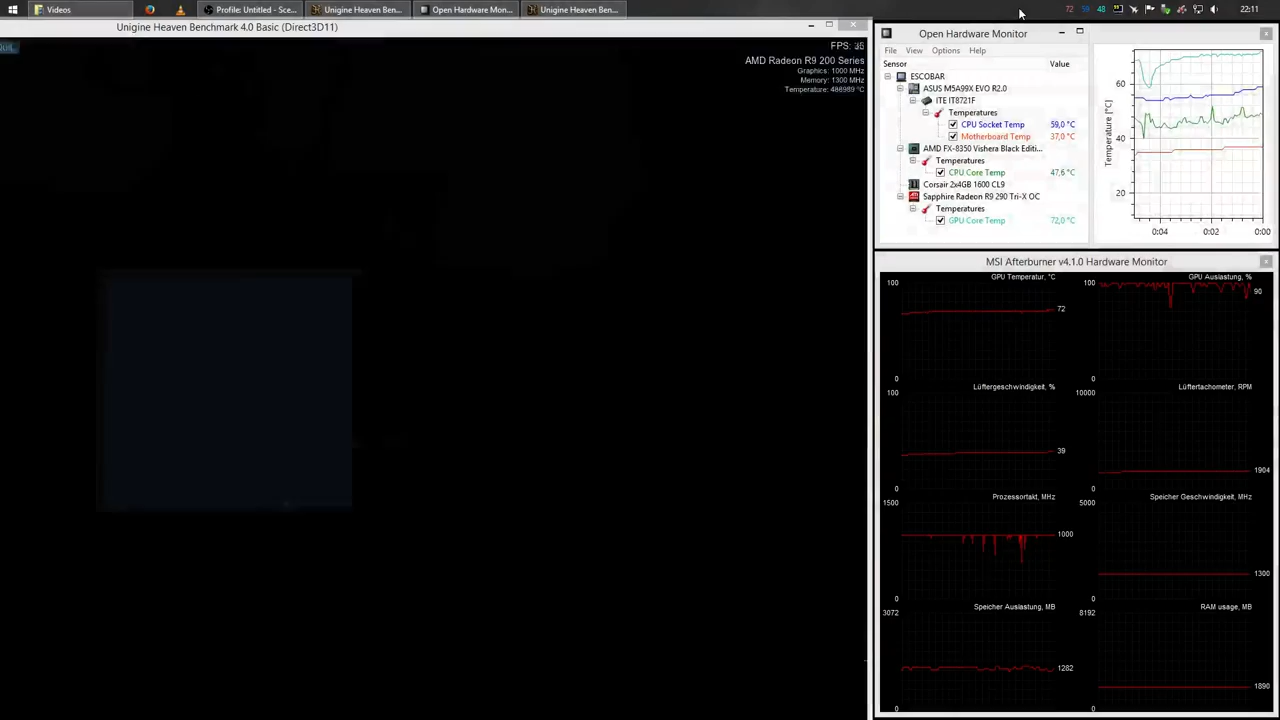 Videos
Profile: Untitled - Sce...
Unigine Heaven Ben...
Open Hardware Mon...
Unigine Heaven Ben...
72 59 48
22:11
Unigine Heaven Benchmark 4.0 Basic (Direct3D11)
FPS: 36
AMD Radeon R9 200 Series
Graphics: 1000 MHz
Memory: 1300 MHz
Temperature: 486989 °C
Open Hardware Monitor
File View Options Help
Sensor Value
ESCOBAR
ASUS M5A99X EVO R2.0
ITE IT8721F
Temperatures
CPU Socket Temp 59,0 °C
Motherboard Temp 37,0 °C
AMD FX-8350 Vishera Black Editi...
Temperatures
CPU Core Temp 47,6 °C
Corsair 2x4GB 1600 CL9
Sapphire Radeon R9 290 Tri-X OC
Temperatures
GPU Core Temp 72,0 °C
Temperature [°C]
60
40
20
0:04 0:02 0:00
MSI Afterburner v4.1.0 Hardware Monitor
GPU Temperatur, °C
100
72
0
GPU Auslastung, %
100
90
0
Lüftergeschwindigkeit, %
100
39
0
Lüftertachometer, RPM
10000
1904
0
Prozessortakt, MHz
1500
1000
0
Speicher Geschwindigkeit, MHz
5000
1300
0
Speicher Auslastung, MB
3072
1282
0
RAM usage, MB
8192
1890
0